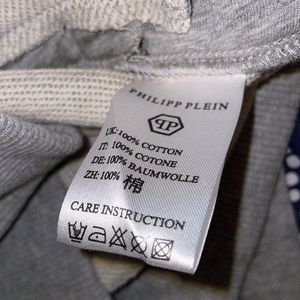 PHILIPP PLEIN
UK: 100% COTTON
IT: 100% COTONE
DE: 100% BAUMWOLLE
ZH: 100% 棉
CARE INSTRUCTION